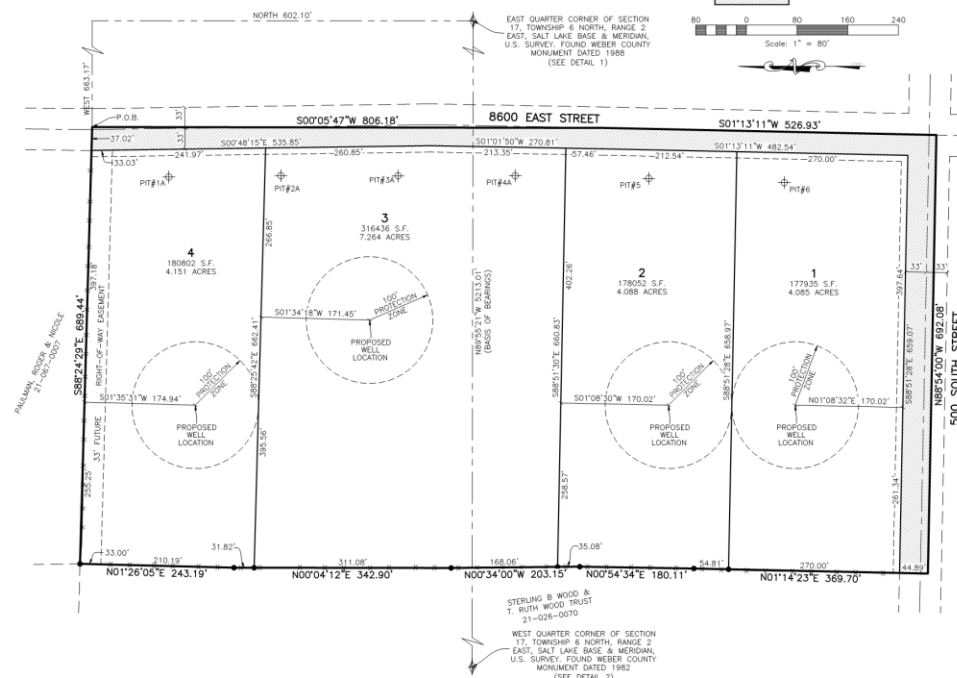 NORTH 602.10'
EAST QUARTER CORNER OF SECTION
17, TOWNSHIP 6 NORTH, RANGE 2
EAST, SALT LAKE BASE & MERIDIAN,
U.S. SURVEY. FOUND WEBER COUNTY
MONUMENT DATED 1988
(SEE DETAIL 1)
80 0 80 160 240
Scale: 1" = 80'
WEST 663.17'
P.O.B.
33'
33'
S00°05'47"W 806.18'
8600 EAST STREET
S01°13'11"W 526.93'
37.02'
33.03'
S00°48'15"E 535.85'
S01°01'50"W 270.81'
S01°13'11"W 482.54'
241.97'
260.85'
213.35'
57.46'
212.54'
270.00'
PIT#1A
PIT#2A
PIT#3A
PIT#4A
PIT#5
PIT#6
4
180802 S.F.
4.151 ACRES
3
316436 S.F.
7.264 ACRES
2
178052 S.F.
4.088 ACRES
1
177935 S.F.
4.085 ACRES
266.85'
402.26'
397.18'
397.64'
33' 33'
PAULMAN, ROGER & NICOLE
21-067-0007
S88°24'29"E 689.44'
33' FUTURE RIGHT-OF-WAY EASEMENT
S88°25'42"E 662.41'
N89°55'21"W 5213.01'
(BASIS OF BEARINGS)
S88°51'30"E 660.83'
S88°51'28"E 658.97'
S88°51'28"E 659.07'
N88°54'00"W 692.08'
500 SOUTH STREET
S01°34'18"W 171.45'
100'
PROTECTION
ZONE
PROPOSED
WELL
LOCATION
S01°35'31"W 174.94'
100'
PROTECTION
ZONE
PROPOSED
WELL
LOCATION
S01°08'30"W 170.02'
100'
PROTECTION
ZONE
PROPOSED
WELL
LOCATION
N01°08'32"E 170.02'
100'
PROTECTION
ZONE
PROPOSED
WELL
LOCATION
255.25'
395.56'
258.57'
261.34'
33.00'
210.19'
31.82'
311.08'
168.06'
35.08'
54.81'
270.00'
44.89'
N01°26'05"E 243.19'
N00°04'12"E 342.90'
N00°34'00"W 203.15'
N00°54'34"E 180.11'
N01°14'23"E 369.70'
STERLING B WOOD &
T. RUTH WOOD TRUST
21-026-0070
WEST QUARTER CORNER OF SECTION
17, TOWNSHIP 6 NORTH, RANGE 2
EAST, SALT LAKE BASE & MERIDIAN,
U.S. SURVEY. FOUND WEBER COUNTY
MONUMENT DATED 1982
(SEE DETAIL 2)